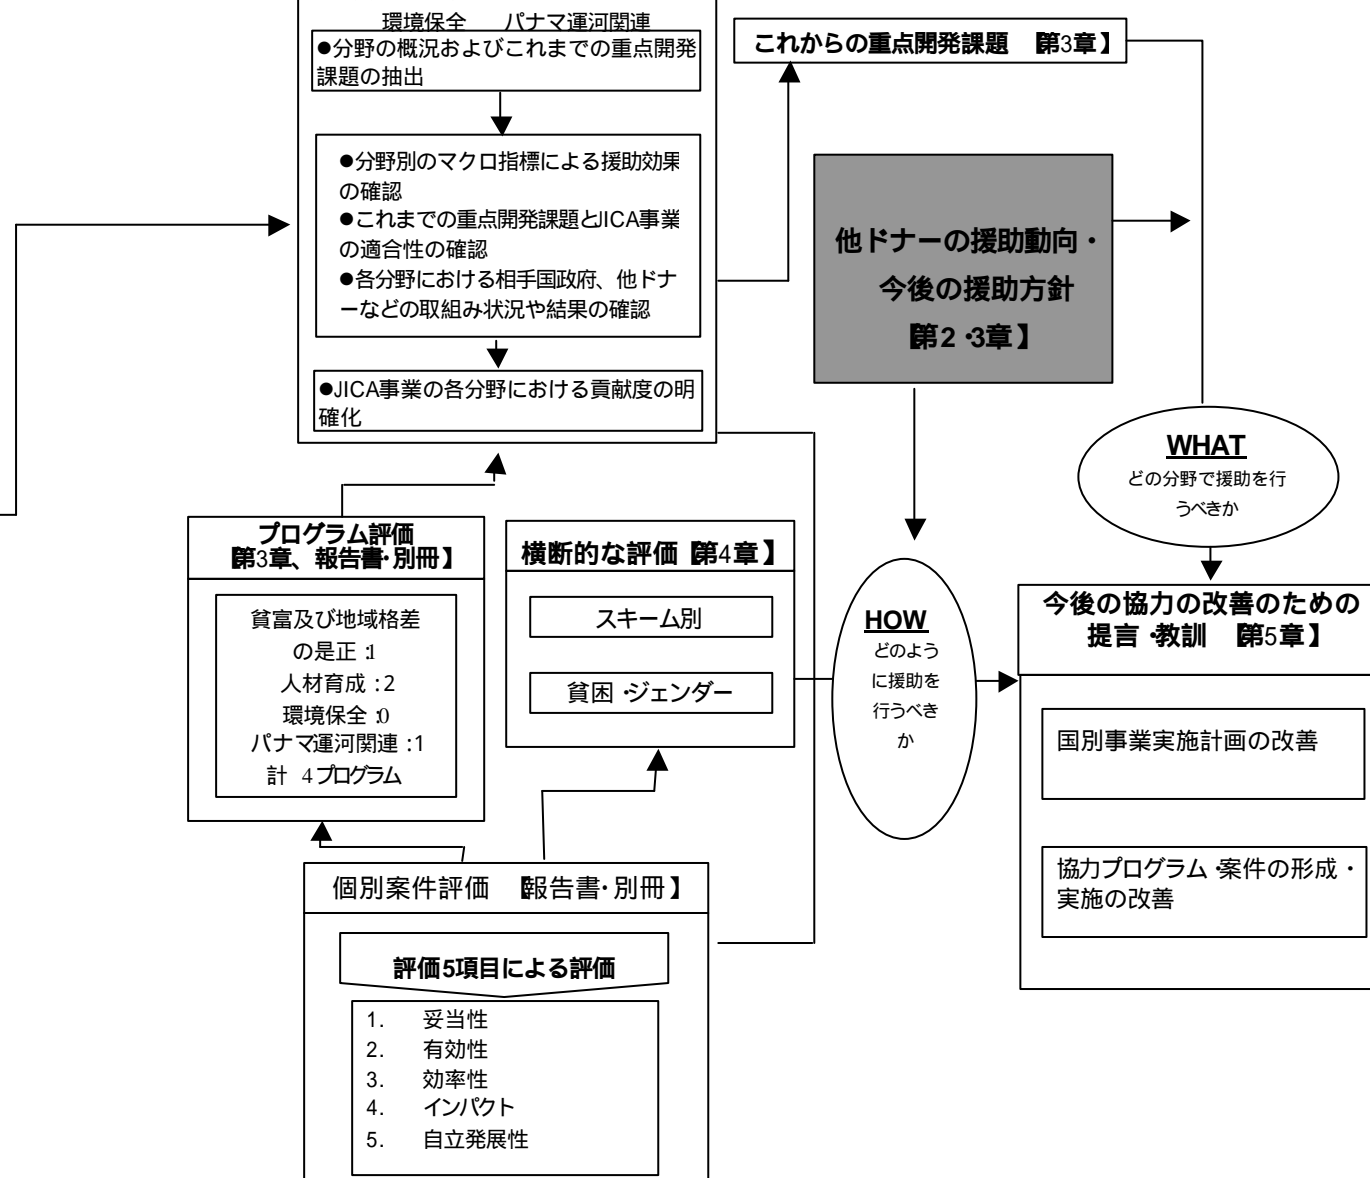 環境保全 パナマ運河関連
●分野の概況およびこれまでの重点開発
課題の抽出
●分野別のマクロ指標による援助効果
の確認
●これまでの重点開発課題とJICA事業
の適合性の確認
●各分野における相手国政府、他ドナ
ーなどの取組み状況や結果の確認
●JICA事業の各分野における貢献度の明
確化
これからの重点開発課題 【第3章】
他ドナーの援助動向・
今後の援助方針
【第2・3章】
WHAT
どの分野で援助を行
うべきか
プログラム評価
【第3章、報告書・別冊】
貧富及び地域格差
の是正:1
人材育成:2
環境保全:0
パナマ運河関連:1
計 4プログラム
横断的な評価【第4章】
スキーム別
貧困・ジェンダー
HOW
どのよう
に援助を
行うべき
か
今後の協力の改善のための
提言・教訓 【第5章】
国別事業実施計画の改善
協力プログラム・案件の形成・
実施の改善
個別案件評価 【報告書・別冊】
評価5項目による評価
1. 妥当性
2. 有効性
3. 効率性
4. インパクト
5. 自立発展性